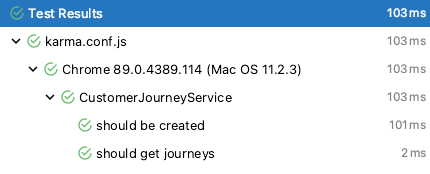 Test Results 103 ms
karma.conf.js 103 ms
Chrome 89.0.4389.114 (Mac OS 11.2.3) 103 ms
CustomerJourneyService 103 ms
should be created 101 ms
should get journeys 2 ms